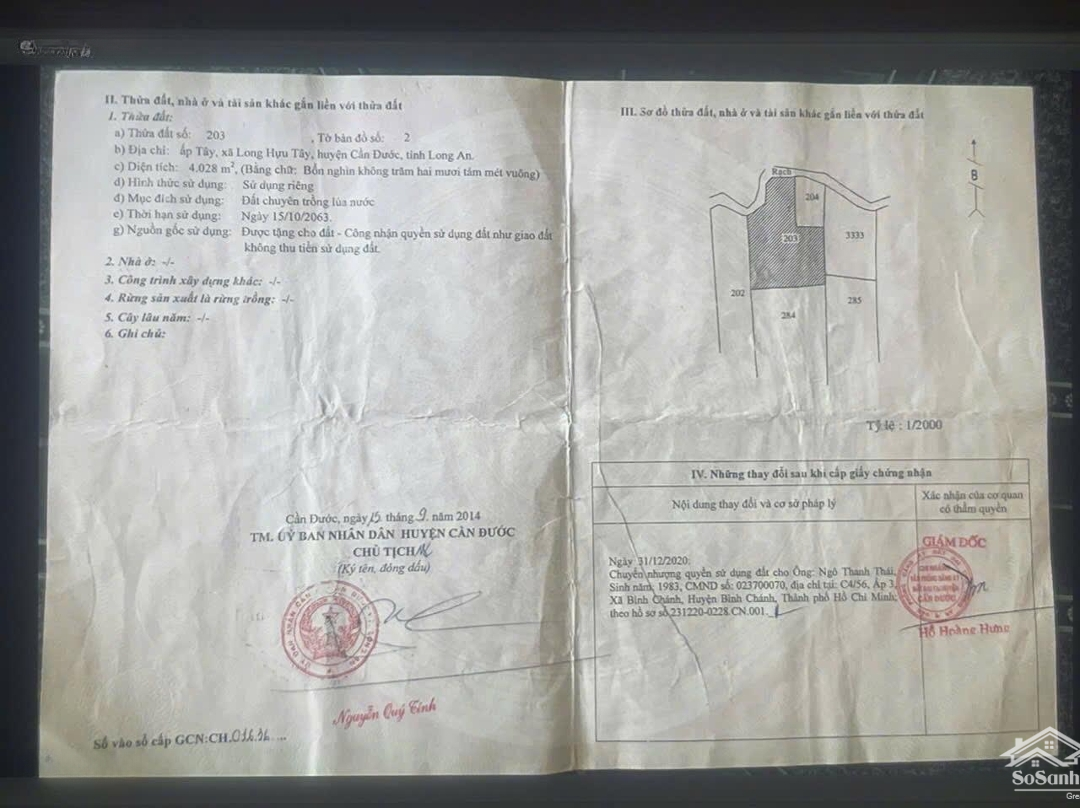 II. Thửa đất, nhà ở và tài sản khác gắn liền với thửa đất
1. Thửa đất:
a) Thửa đất số: 203 , Tờ bản đồ số: 2
b) Địa chỉ: ấp Tây, xã Long Hựu Tây, huyện Cần Đước, tỉnh Long An.
c) Diện tích: 4.028 m², (Bằng chữ: Bốn nghìn không trăm hai mươi tám mét vuông)
d) Hình thức sử dụng: Sử dụng riêng
đ) Mục đích sử dụng: Đất chuyên trồng lúa nước
e) Thời hạn sử dụng: Ngày 15/10/2063.
g) Nguồn gốc sử dụng: Được tặng cho đất - Công nhận quyền sử dụng đất như giao đất
không thu tiền sử dụng đất.
2. Nhà ở: -/-
3. Công trình xây dựng khác: -/-
4. Rừng sản xuất là rừng trồng: -/-
5. Cây lâu năm: -/-
6. Ghi chú:
Cần Đước, ngày 15 tháng 9 năm 2014
TM. ỦY BAN NHÂN DÂN HUYỆN CẦN ĐƯỚC
CHỦ TỊCH
(Ký tên, đóng dấu)
Nguyễn Quý Tính
Số vào sổ cấp GCN:CH.
III. Sơ đồ thửa đất, nhà ở và tài sản khác gắn liền với thửa đất
B
Rạch
204
203
3333
202
285
284
Tỷ lệ : 1/2000
IV. Những thay đổi sau khi cấp giấy chứng nhận
Nội dung thay đổi và cơ sở pháp lý
Xác nhận của cơ quan
có thẩm quyền
Ngày 31/12/2020:
Chuyển nhượng quyền sử dụng đất cho Ông: Ngô Thanh Thái,
Sinh năm: 1983, CMND số: 023700070, địa chỉ tại: C4/56, Ấp 3,
Xã Bình Chánh, Huyện Bình Chánh, Thành phố Hồ Chí Minh;
theo hồ sơ số 231220-0228.CN.001.
GIÁM ĐỐC
CHI NHÁNH
VĂN PHÒNG ĐĂNG KÝ
ĐẤT ĐAI TẠI HUYỆN
CẦN ĐƯỚC
Hồ Hoàng Hưng
SoSanh
Gre